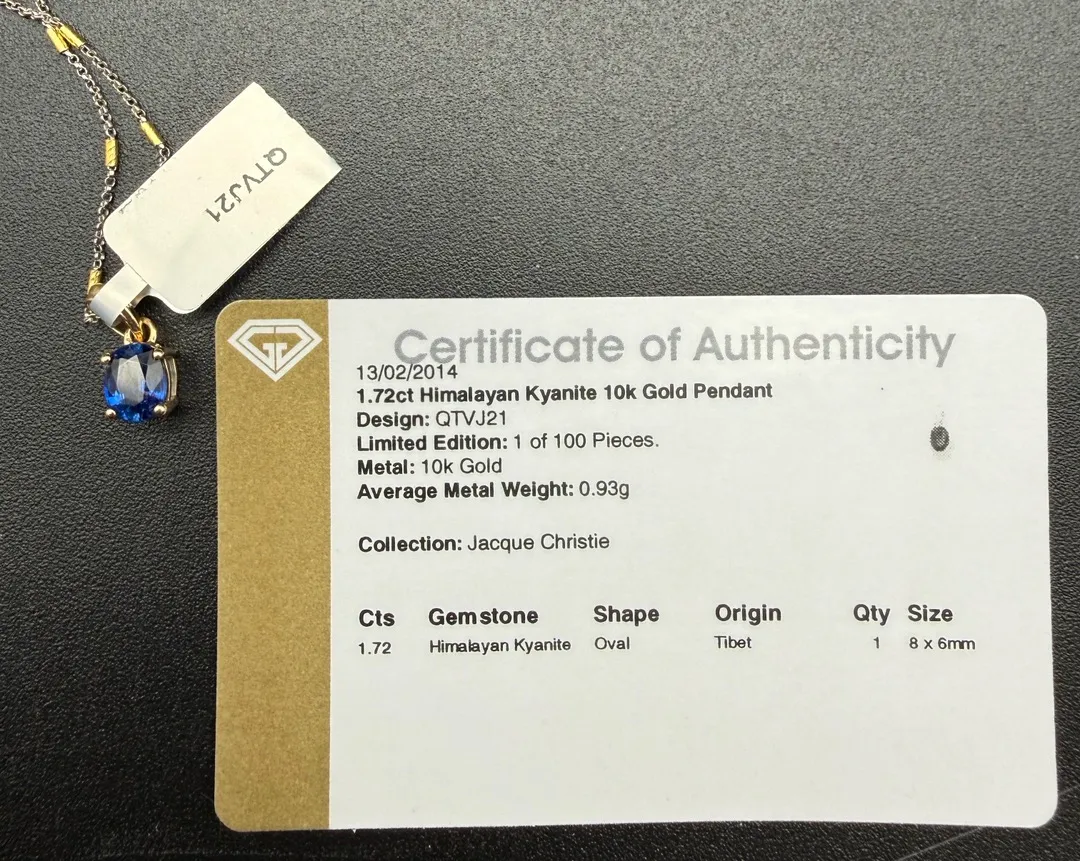 QTVJ21
Certificate of Authenticity
13/02/2014
1.72ct Himalayan Kyanite 10k Gold Pendant
Design: QTVJ21
Limited Edition: 1 of 100 Pieces.
Metal: 10k Gold
Average Metal Weight: 0.93g
Collection: Jacque Christie
Cts Gemstone Shape Origin Qty Size
1.72 Himalayan Kyanite Oval Tibet 1 8 x 6mm